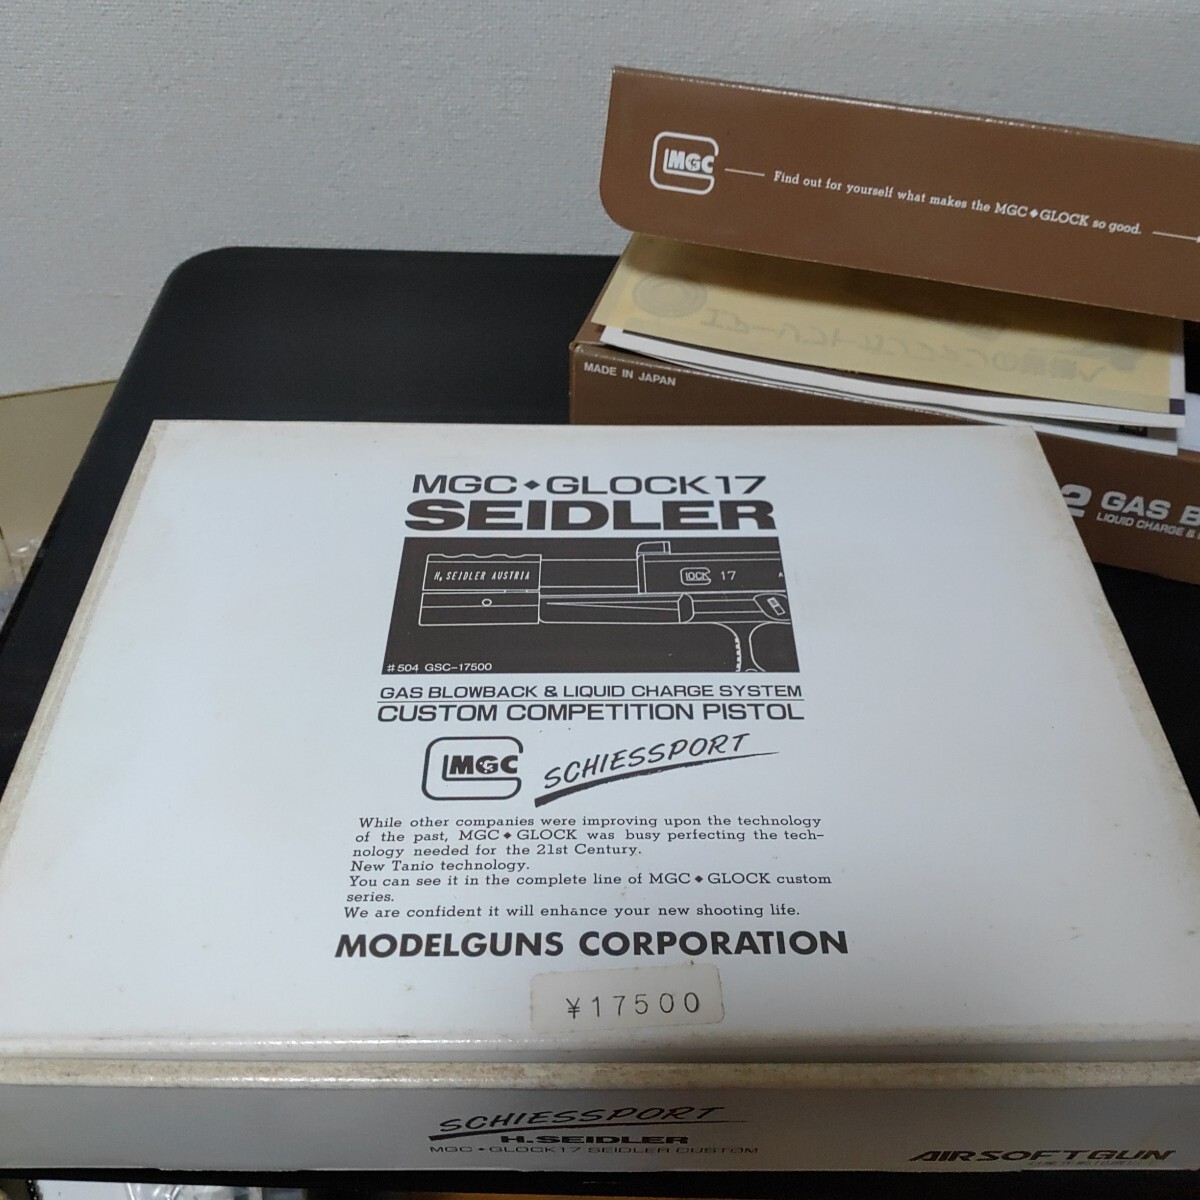 MGC
Find out for yourself what makes the MGC◆GLOCK so good.
MADE IN JAPAN
2 GAS B
LIQUID CHARGE &
MGC◆GLOCK17
SEIDLER
H. SEIDLER AUSTRIA
GLOCK 17
#504 GSC-17500
GAS BLOWBACK & LIQUID CHARGE SYSTEM
CUSTOM COMPETITION PISTOL
MGC SCHIESSPORT
While other companies were improving upon the technology
of the past, MGC◆GLOCK was busy perfecting the tech-
nology needed for the 21st Century.
New Tanio technology.
You can see it in the complete line of MGC◆GLOCK custom
series.
We are confident it will enhance your new shooting life.
MODELGUNS CORPORATION
¥17500
SCHIESSPORT
H.SEIDLER
MGC◆GLOCK17 SEIDLER CUSTOM
AIRSOFTGUN